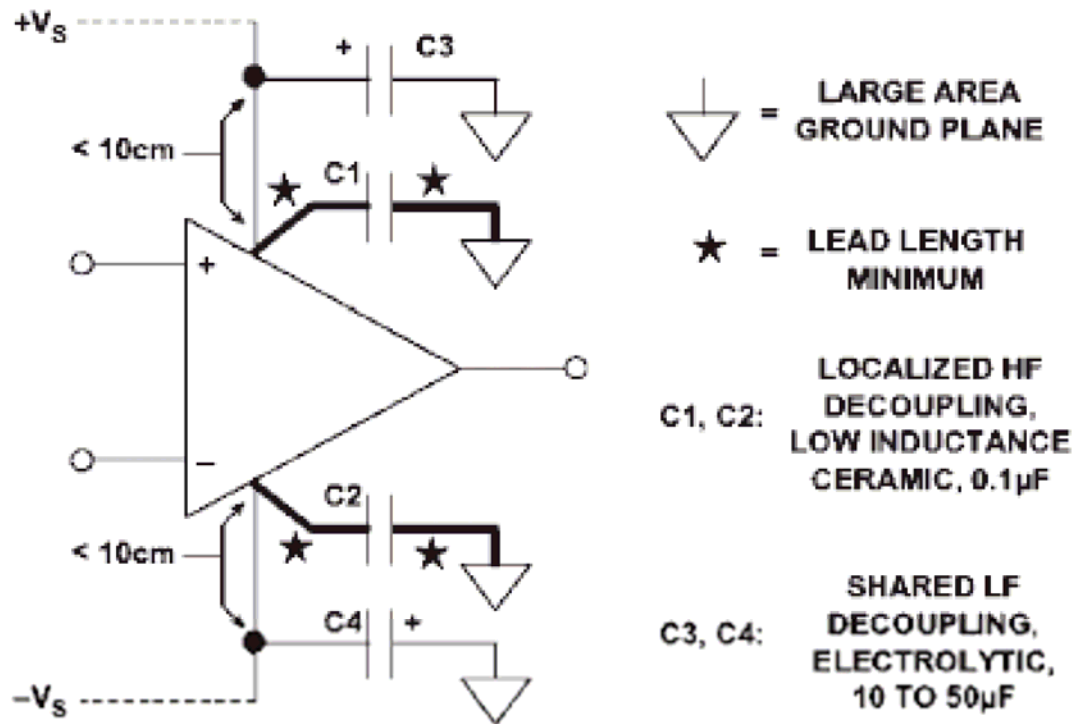 +VS
+ C3
< 10cm
C1 ★ ★
+
–
C2
★ ★
< 10cm
C4 +
–VS
= LARGE AREA
GROUND PLANE
★ = LEAD LENGTH
MINIMUM
C1, C2: LOCALIZED HF
DECOUPLING,
LOW INDUCTANCE
CERAMIC, 0.1µF
C3, C4: SHARED LF
DECOUPLING,
ELECTROLYTIC,
10 TO 50µF